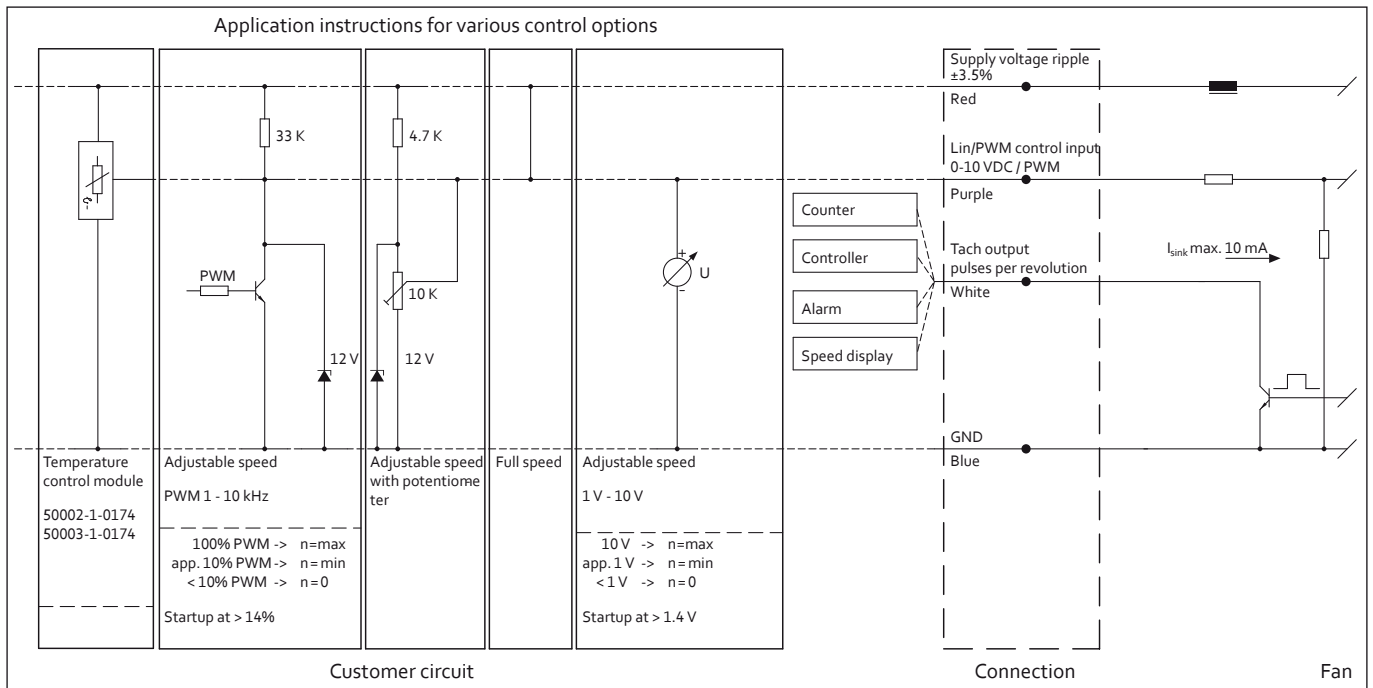 Application instructions for various control options
33 K
4.7 K
PWM
10 K
12 V
12 V
+
U
-
Counter
Controller
Alarm
Speed display
Supply voltage ripple
±3.5%
Red
Lin/PWM control input
0-10 VDC / PWM
Purple
Tach output
pulses per revolution
White
GND
Blue
Isink max. 10 mA
Temperature
control module
50002-1-0174
50003-1-0174
Adjustable speed
PWM 1 - 10 kHz
100% PWM -> n=max
app. 10% PWM -> n=min
< 10% PWM -> n=0
Startup at > 14%
Adjustable speed
with potentiome
ter
Full speed
Adjustable speed
1 V - 10 V
10 V -> n=max
app. 1 V -> n=min
< 1 V -> n=0
Startup at > 1.4 V
Customer circuit
Connection
Fan